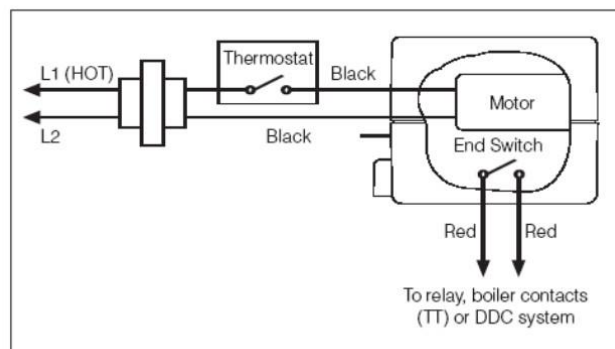 Thermostat
L1 (HOT)
Black
Motor
L2
Black
End Switch
Red
Red
To relay, boiler contacts
(TT) or DDC system